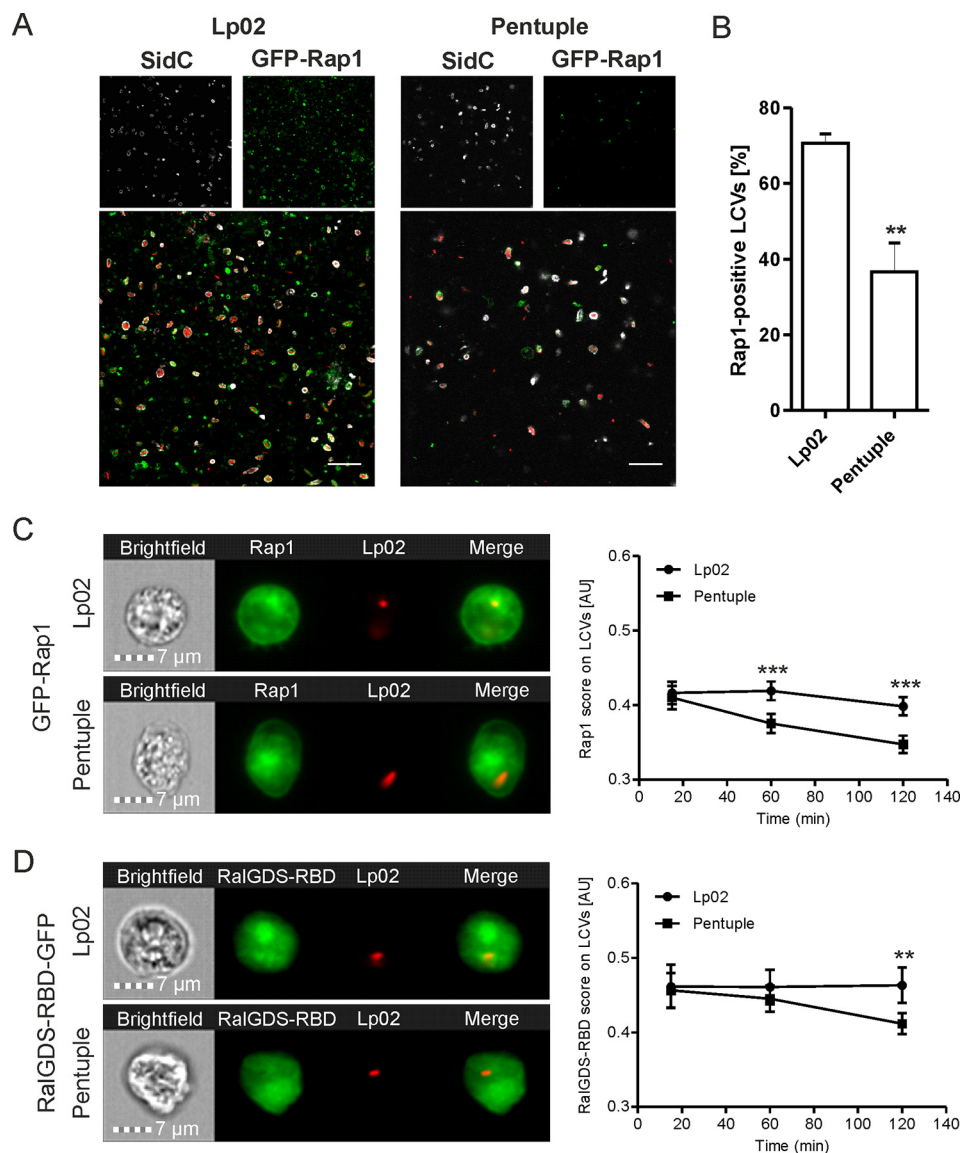 A
Lp02
Pentuple
SidC GFP-Rap1
SidC GFP-Rap1
B
Rap1-positive LCVs [%]
80
60
40
20
0
**
Lp02
Pentuple
C
GFP-Rap1
Lp02
Brightfield Rap1 Lp02 Merge
7 µm
Pentuple
Brightfield Rap1 Lp02 Merge
7 µm
Rap1 score on LCVs [AU]
0.6
0.5
0.4
0.3
Lp02
Pentuple
***
***
0 20 40 60 80 100 120 140
Time (min)
D
RalGDS-RBD-GFP
Lp02
Brightfield RalGDS-RBD Lp02 Merge
7 µm
Pentuple
Brightfield RalGDS-RBD Lp02 Merge
7 µm
RalGDS-RBD score on LCVs [AU]
0.6
0.5
0.4
0.3
Lp02
Pentuple
**
0 20 40 60 80 100 120 140
Time (min)